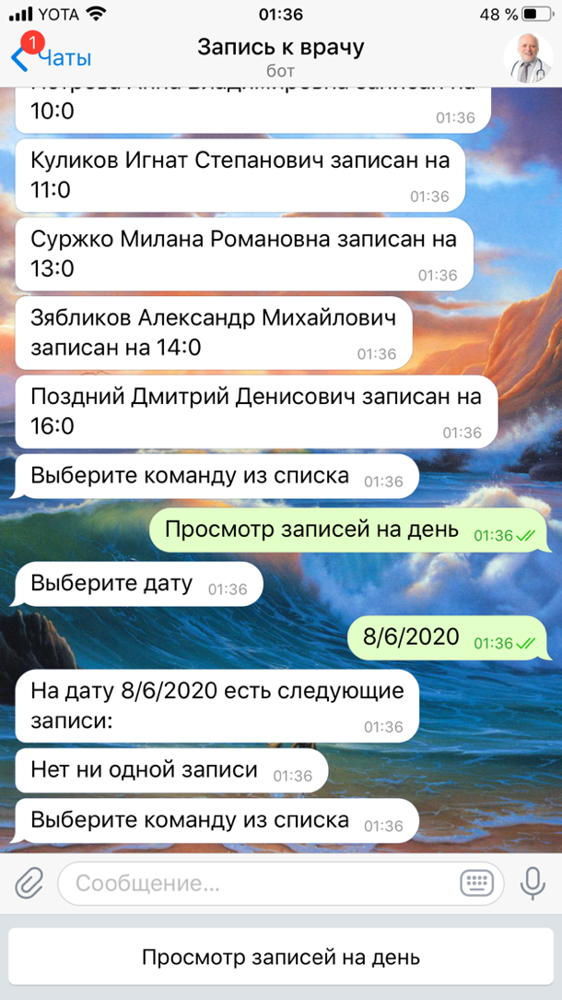 YOTA 01:36 48 %
1
Чаты
Запись к врачу
бот
10:0
01:36
Куликов Игнат Степанович записан на
11:0
01:36
Суржко Милана Романовна записан на
13:0
01:36
Зябликов Александр Михайлович
записан на 14:0
01:36
Поздний Дмитрий Денисович записан на
16:0
01:36
Выберите команду из списка 01:36
Просмотр записей на день 01:36
Выберите дату 01:36
8/6/2020 01:36
На дату 8/6/2020 есть следующие
записи:
01:36
Нет ни одной записи 01:36
Выберите команду из списка 01:36
Сообщение...
Просмотр записей на день